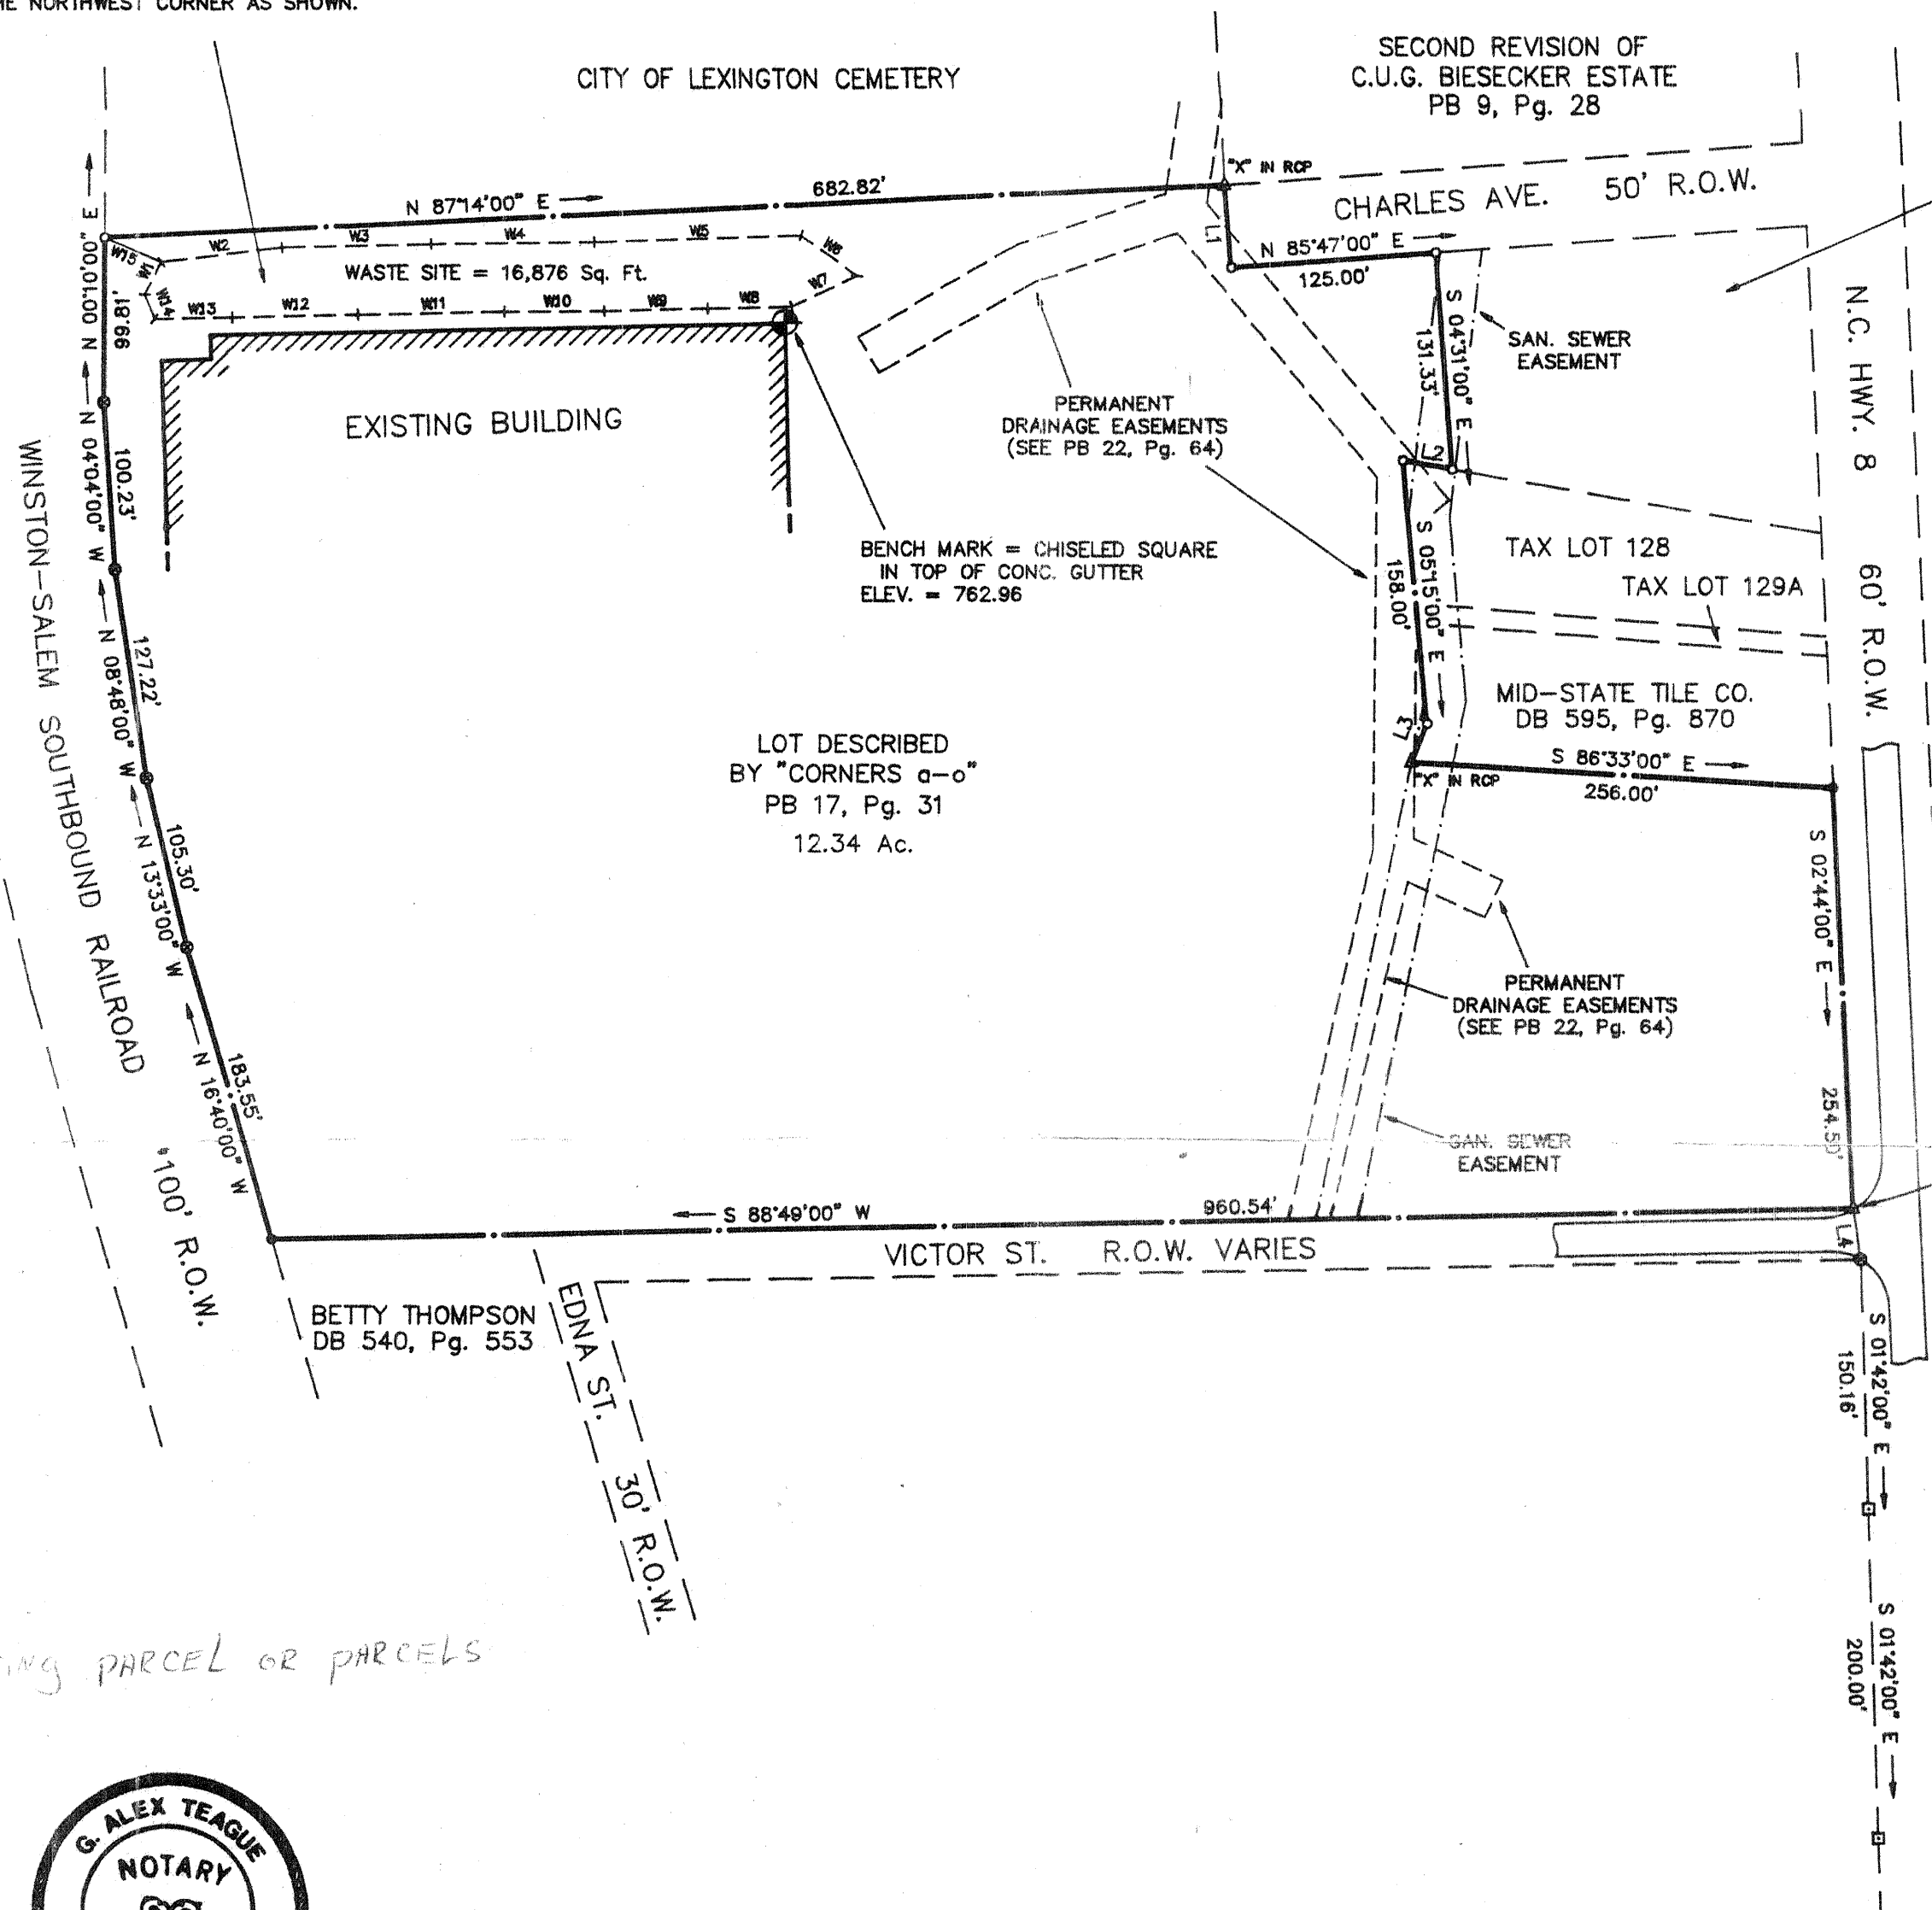 HE NORTHWEST CORNER AS SHOWN.
CITY OF LEXINGTON CEMETERY
SECOND REVISION OF
C.U.G. BIESECKER ESTATE
PB 9, Pg. 28
"X" IN RCP
N 87°14'00" E
682.82'
CHARLES AVE. 50' R.O.W.
L1
N 85°47'00" E
125.00'
W15
W1
W2
W3
W4
W5
W6
W7
WASTE SITE = 16,876 Sq. Ft.
W14
W13
W12
W11
W10
W9
W8
N 00°01'00" E
99.81'
EXISTING BUILDING
S 04°31'00" E
131.33'
SAN. SEWER
EASEMENT
N.C. HWY. 8 60' R.O.W.
PERMANENT
DRAINAGE EASEMENTS
(SEE PB 22, Pg. 64)
L2
N 04°04'00" W
100.23'
BENCH MARK = CHISELED SQUARE
IN TOP OF CONC. GUTTER
ELEV. = 762.96
S 05°15'00" E
158.00'
TAX LOT 128
TAX LOT 129A
N 08°48'00" W
127.22'
WINSTON-SALEM SOUTHBOUND RAILROAD
"100' R.O.W.
LOT DESCRIBED
BY "CORNERS a-o"
PB 17, Pg. 31
12.34 Ac.
MID-STATE TILE CO.
DB 595, Pg. 870
L3
"X" IN RCP
S 86°33'00" E
256.00'
N 13°33'00" W
105.30'
S 02°44'00" E
254.50'
PERMANENT
DRAINAGE EASEMENTS
(SEE PB 22, Pg. 64)
N 16°40'00" W
183.55'
SAN. SEWER
EASEMENT
S 88°49'00" W
960.54'
VICTOR ST. R.O.W. VARIES
L4
BETTY THOMPSON
DB 540, Pg. 553
EDNA ST. 30' R.O.W.
S 01°42'00" E
150.16'
S 01°42'00" E
200.00'
PARCEL OR PARCELS
G. ALEX TEAGUE
NOTARY